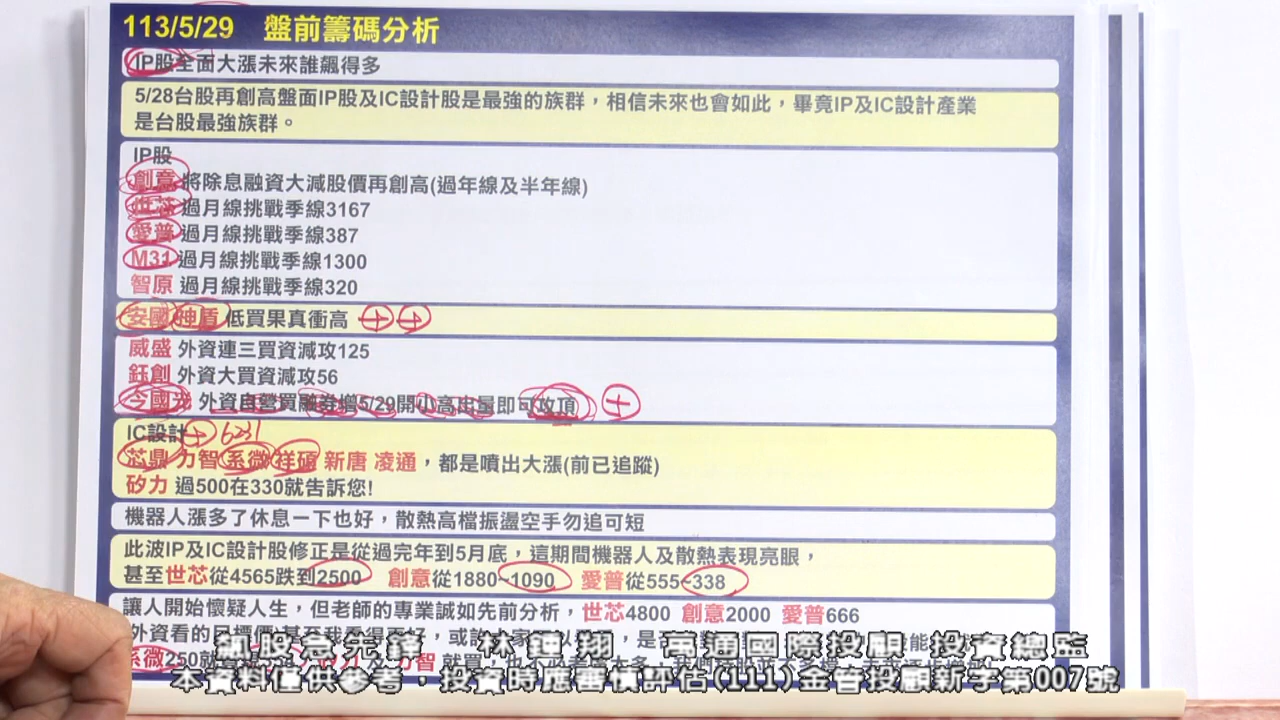 113/5/29 盤前籌碼分析
IP股全面大漲未來誰飆得多
5/28台股再創高盤面IP股及IC設計股是最強的族群，相信未來也會如此，畢竟IP及IC設計產業
是台股最強族群。
IP股
創意 將除息融資大減股價再創高(過年線及半年線)
世芯 過月線挑戰季線3167
愛普 過月線挑戰季線387
M31 過月線挑戰季線1300
智原 過月線挑戰季線320
安國 神盾 低買果真衝高
威盛 外資連三買資減攻125
鈺創 外資大買資減攻56
今國光 外資自營買融券增5/29開小高出量即可攻頂
IC設計 6231
芯鼎 力智 系微 祥碩 新唐 凌通，都是噴出大漲(前已追蹤)
矽力 過500在330就告訴您!
機器人漲多了休息一下也好，散熱高檔振盪空手勿追可短
此波IP及IC設計股修正是從過完年到5月底，這期間機器人及散熱表現亮眼，
甚至世芯從4565跌到2500 創意從1880~1090 愛普從555~338
讓人開始懷疑人生，但老師的專業誠如先前分析，世芯4800 創意2000 愛普666
外資看的目標價
系微250就
飆股急先鋒 林鍾翔 萬通國際投顧 投資總監
本資料僅供參考，投資時應審慎評估(111)金管投顧新字第007號